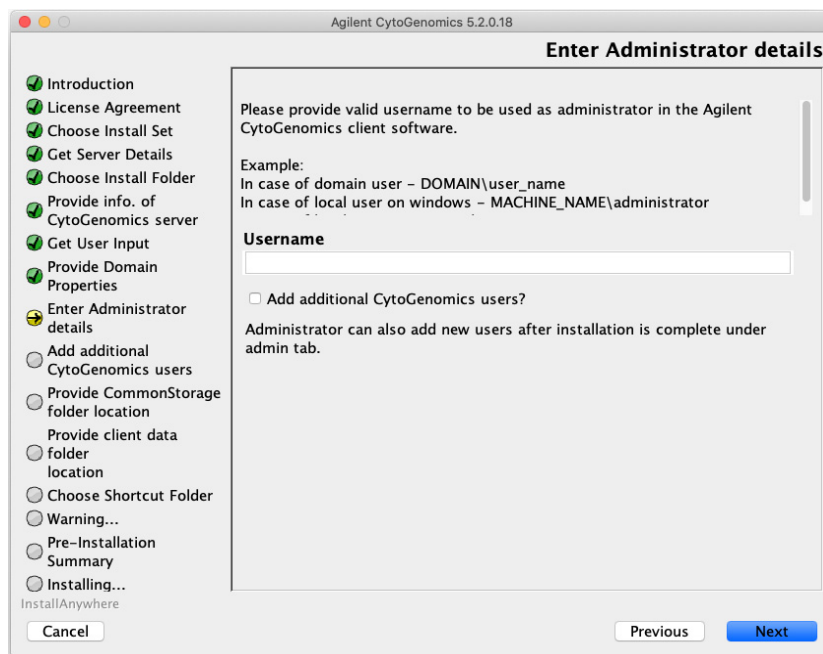 Agilent CytoGenomics 5.2.0.18
Enter Administrator details
Introduction
License Agreement
Choose Install Set
Get Server Details
Choose Install Folder
Provide info. of
CytoGenomics server
Get User Input
Provide Domain
Properties
Enter Administrator
details
Add additional
CytoGenomics users
Provide CommonStorage
folder location
Provide client data
folder
location
Choose Shortcut Folder
Warning...
Pre-Installation
Summary
Installing...
Please provide valid username to be used as administrator in the Agilent
CytoGenomics client software.
Example:
In case of domain user – DOMAIN\user_name
In case of local user on windows – MACHINE_NAME\administrator
Username
Add additional CytoGenomics users?
Administrator can also add new users after installation is complete under
admin tab.
InstallAnywhere
Cancel
Previous
Next